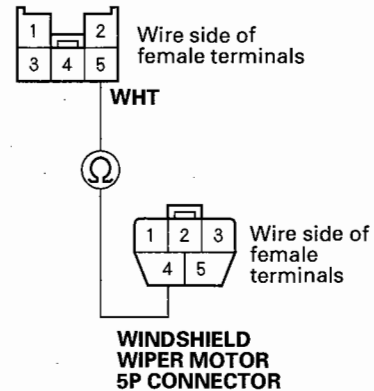 1 2
3 4 5
Wire side of
female terminals
WHT
Ω
1 2 3
4 5
Wire side of
female
terminals
WINDSHIELD
WIPER MOTOR
5P CONNECTOR